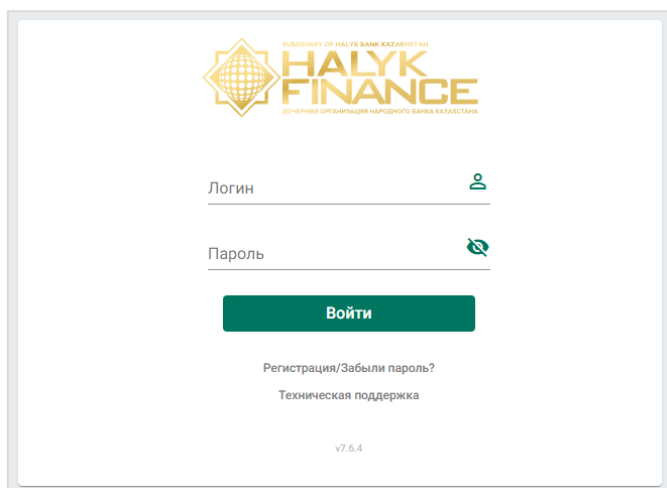 SUBSIDIARY OF HALYK BANK KAZAKHSTAN
HALYK
FINANCE
ДОЧЕРНЯЯ ОРГАНИЗАЦИЯ НАРОДНОГО БАНКА КАЗАХСТАНА
Логин
Пароль
Войти
Регистрация/Забыли пароль?
Техническая поддержка
v7.6.4